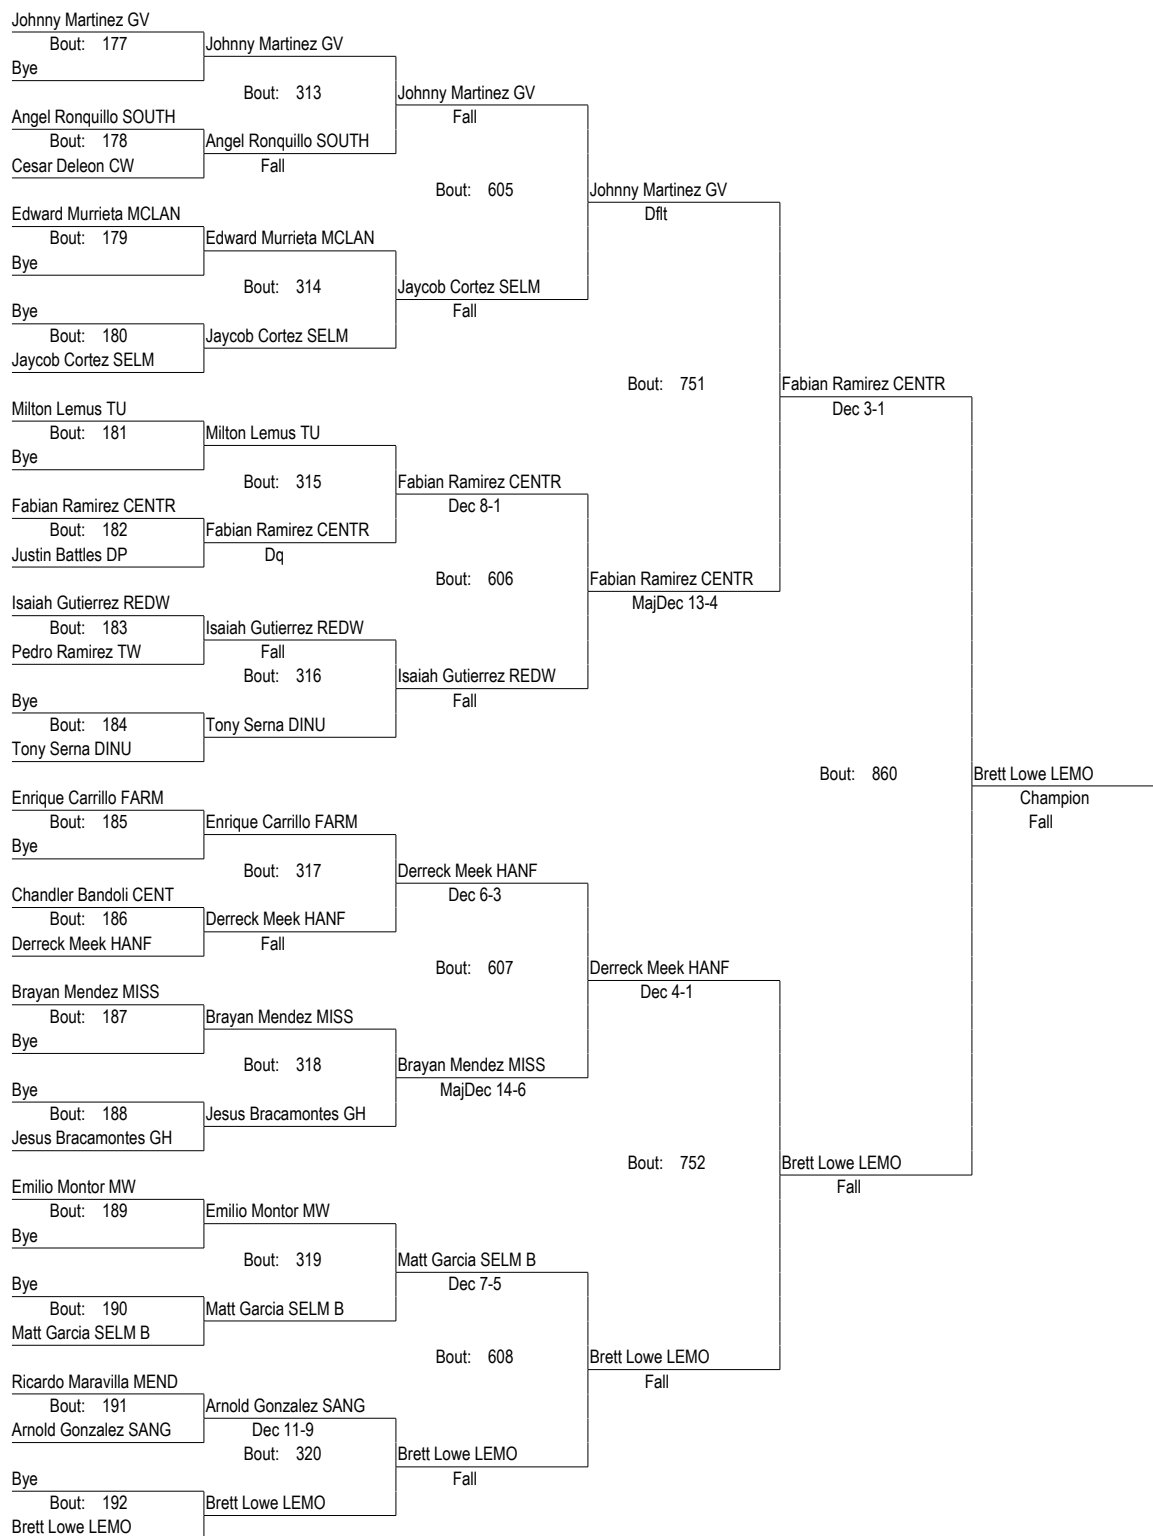 Johnny Martinez GV
Bout: 177
Johnny Martinez GV
Bye
Bout: 313
Johnny Martinez GV
Fall
Angel Ronquillo SOUTH
Bout: 178
Angel Ronquillo SOUTH
Cesar Deleon CW
Fall
Bout: 605
Johnny Martinez GV
Dflt
Edward Murrieta MCLAN
Bout: 179
Edward Murrieta MCLAN
Bye
Bout: 314
Jaycob Cortez SELM
Fall
Bye
Bout: 180
Jaycob Cortez SELM
Jaycob Cortez SELM
Bout: 751
Fabian Ramirez CENTR
Dec 3-1
Milton Lemus TU
Bout: 181
Milton Lemus TU
Bye
Bout: 315
Fabian Ramirez CENTR
Dec 8-1
Fabian Ramirez CENTR
Bout: 182
Fabian Ramirez CENTR
Justin Battles DP
Dq
Bout: 606
Fabian Ramirez CENTR
MajDec 13-4
Isaiah Gutierrez REDW
Bout: 183
Isaiah Gutierrez REDW
Pedro Ramirez TW
Fall
Bout: 316
Isaiah Gutierrez REDW
Fall
Bye
Bout: 184
Tony Serna DINU
Tony Serna DINU
Bout: 860
Brett Lowe LEMO
Champion
Fall
Enrique Carrillo FARM
Bout: 185
Enrique Carrillo FARM
Bye
Bout: 317
Derreck Meek HANF
Dec 6-3
Chandler Bandoli CENT
Bout: 186
Derreck Meek HANF
Derreck Meek HANF
Fall
Bout: 607
Derreck Meek HANF
Dec 4-1
Brayan Mendez MISS
Bout: 187
Brayan Mendez MISS
Bye
Bout: 318
Brayan Mendez MISS
MajDec 14-6
Bye
Bout: 188
Jesus Bracamontes GH
Jesus Bracamontes GH
Bout: 752
Brett Lowe LEMO
Fall
Emilio Montor MW
Bout: 189
Emilio Montor MW
Bye
Bout: 319
Matt Garcia SELM B
Dec 7-5
Bye
Bout: 190
Matt Garcia SELM B
Matt Garcia SELM B
Bout: 608
Brett Lowe LEMO
Fall
Ricardo Maravilla MEND
Bout: 191
Arnold Gonzalez SANG
Arnold Gonzalez SANG
Dec 11-9
Bout: 320
Brett Lowe LEMO
Fall
Bye
Bout: 192
Brett Lowe LEMO
Brett Lowe LEMO